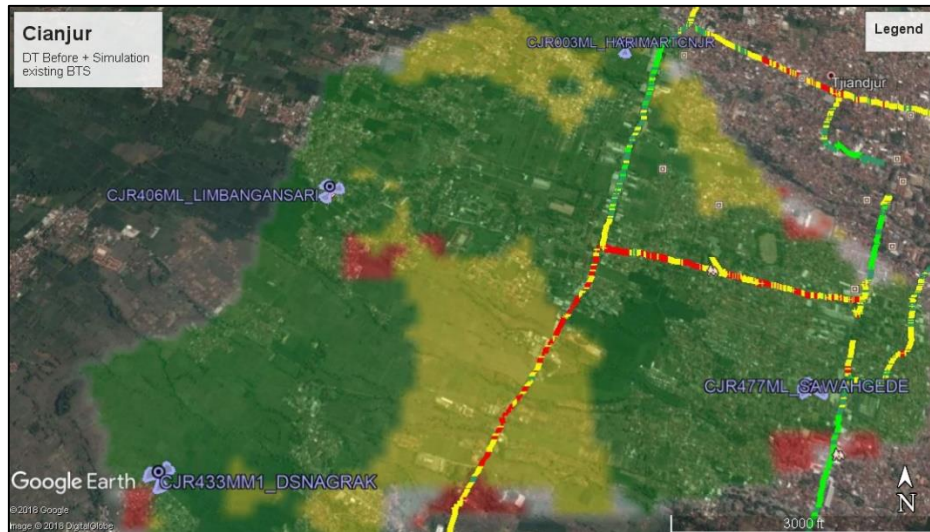 Cianjur
DT Before + Simulation
existing BTS
Legend
CJR003ML_HARIMARTCNJR
Tjiandjur
CJR406ML_LIMBANGANSARI
CJR477ML_SAWAHGEDE
CJR433MM1_DSNAGRAK
Google Earth
©2018 Google
Image © 2018 DigitalGlobe
3000 ft
N